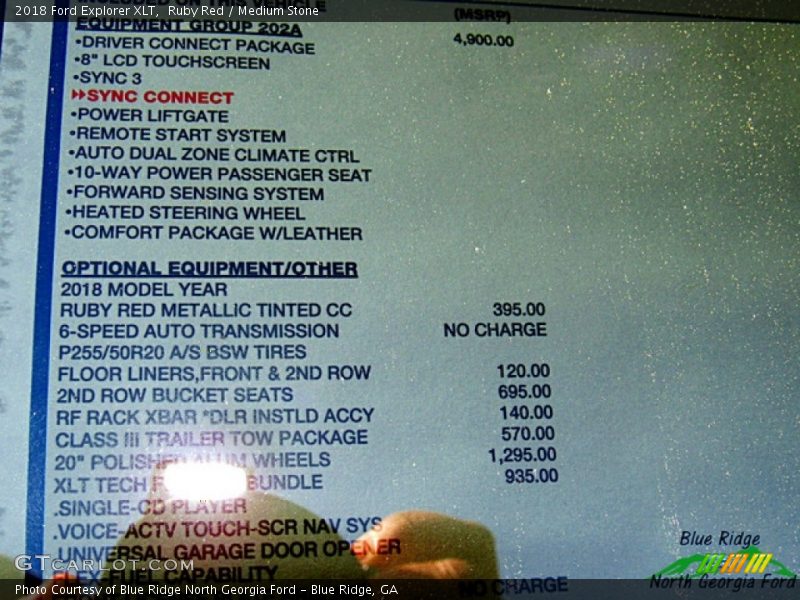 2018 Ford Explorer XLT,  Ruby Red / Medium Stone
(MSRP)
EQUIPMENT GROUP 202A 4,900.00
•DRIVER CONNECT PACKAGE
•8" LCD TOUCHSCREEN
•SYNC 3
SYNC CONNECT
•POWER LIFTGATE
•REMOTE START SYSTEM
•AUTO DUAL ZONE CLIMATE CTRL
•10-WAY POWER PASSENGER SEAT
•FORWARD SENSING SYSTEM
•HEATED STEERING WHEEL
•COMFORT PACKAGE W/LEATHER
OPTIONAL EQUIPMENT/OTHER
2018 MODEL YEAR
RUBY RED METALLIC TINTED CC 395.00
6-SPEED AUTO TRANSMISSION NO CHARGE
P255/50R20 A/S BSW TIRES
FLOOR LINERS,FRONT & 2ND ROW 120.00
2ND ROW BUCKET SEATS 695.00
RF RACK XBAR *DLR INSTLD ACCY 140.00
CLASS III TRAILER TOW PACKAGE 570.00
20" POLISHED ALUM WHEELS 1,295.00
XLT TECH BUNDLE 935.00
.SINGLE-CD PLAYER
.VOICE-ACTV TOUCH-SCR NAV SYS
.UNIVERSAL GARAGE DOOR OPENER
FLEX-FUEL CAPABILITY NO CHARGE
GTCARLOT.COM
Blue Ridge
North Georgia Ford
Photo Courtesy of Blue Ridge North Georgia Ford – Blue Ridge, GA